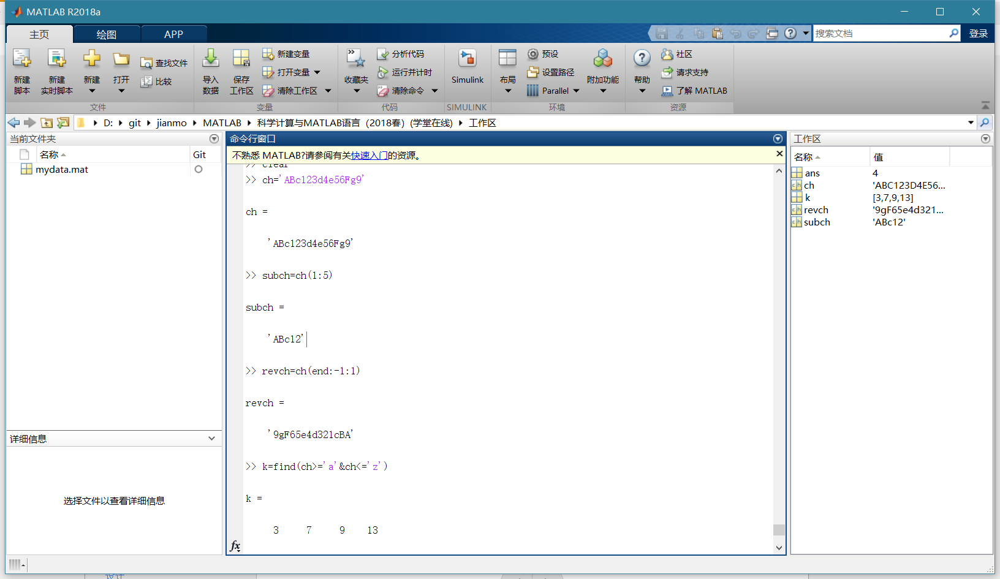 MATLAB R2018a
主页 绘图 APP
搜索文档 登录
新建脚本
新建实时脚本
新建
打开
查找文件
比较
文件
导入数据
保存工作区
新建变量
打开变量
清除工作区
变量
收藏夹
分析代码
运行并计时
清除命令
代码
Simulink
SIMULINK
布局
预设
设置路径
Parallel
附加功能
环境
帮助
社区
请求支持
了解 MATLAB
资源
D: git jianmo MATLAB 科学计算与MATLAB语言（2018春）(学堂在线) 工作区
当前文件夹
名称 Git
mydata.mat
详细信息
选择文件以查看详细信息
命令行窗口
不熟悉 MATLAB?请参阅有关快速入门的资源。
>> clear
>> ch='ABc123d4e56Fg9'
ch =
'ABc123d4e56Fg9'
>> subch=ch(1:5)
subch =
'ABc12'
>> revch=ch(end:-1:1)
revch =
'9gF65e4d321cBA'
>> k=find(ch>='a'&ch<='z')
k =
3 7 9 13
fx
工作区
名称 值
ans 4
ch 'ABC123D4E56...
k [3,7,9,13]
revch '9gF65e4d321...
subch 'ABc12'
设计